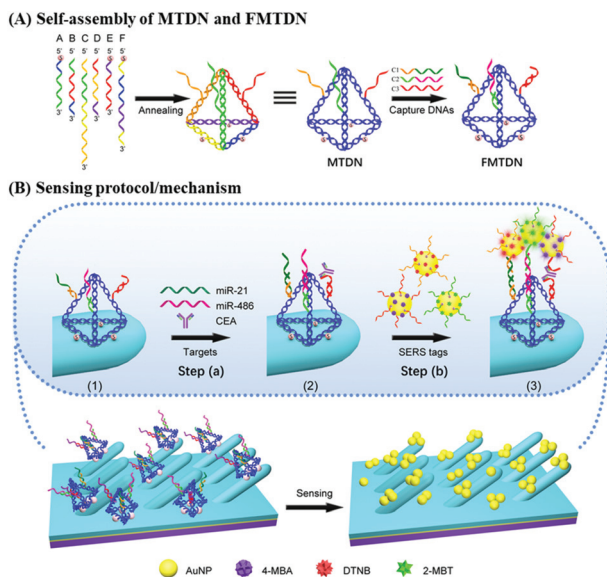 (A) Self-assembly of MTDN and FMTDN
A B C D E F
5' 5' 5' 5' 5' 5'
3' 3' 3' 3' 3' 3'
Annealing
MTDN
C1
C2
C3
Capture DNAs
FMTDN
(B) Sensing protocol/mechanism
miR-21
miR-486
CEA
Targets
Step (a)
SERS tags
Step (b)
(1) (2) (3)
Sensing
AuNP 4-MBA DTNB 2-MBT